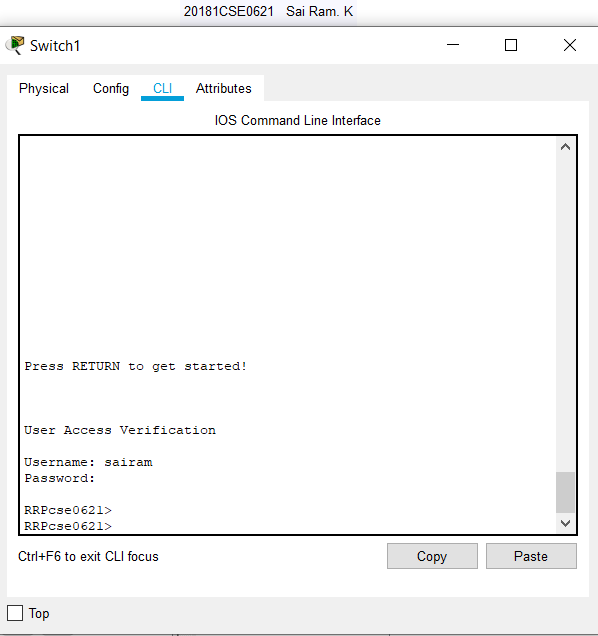 20181CSE0621 Sai Ram. K
Switch1
Physical Config CLI Attributes
IOS Command Line Interface
Press RETURN to get started!
User Access Verification
Username: sairam
Password:
RRPcse0621>
RRPcse0621>
Ctrl+F6 to exit CLI focus
Copy Paste
Top